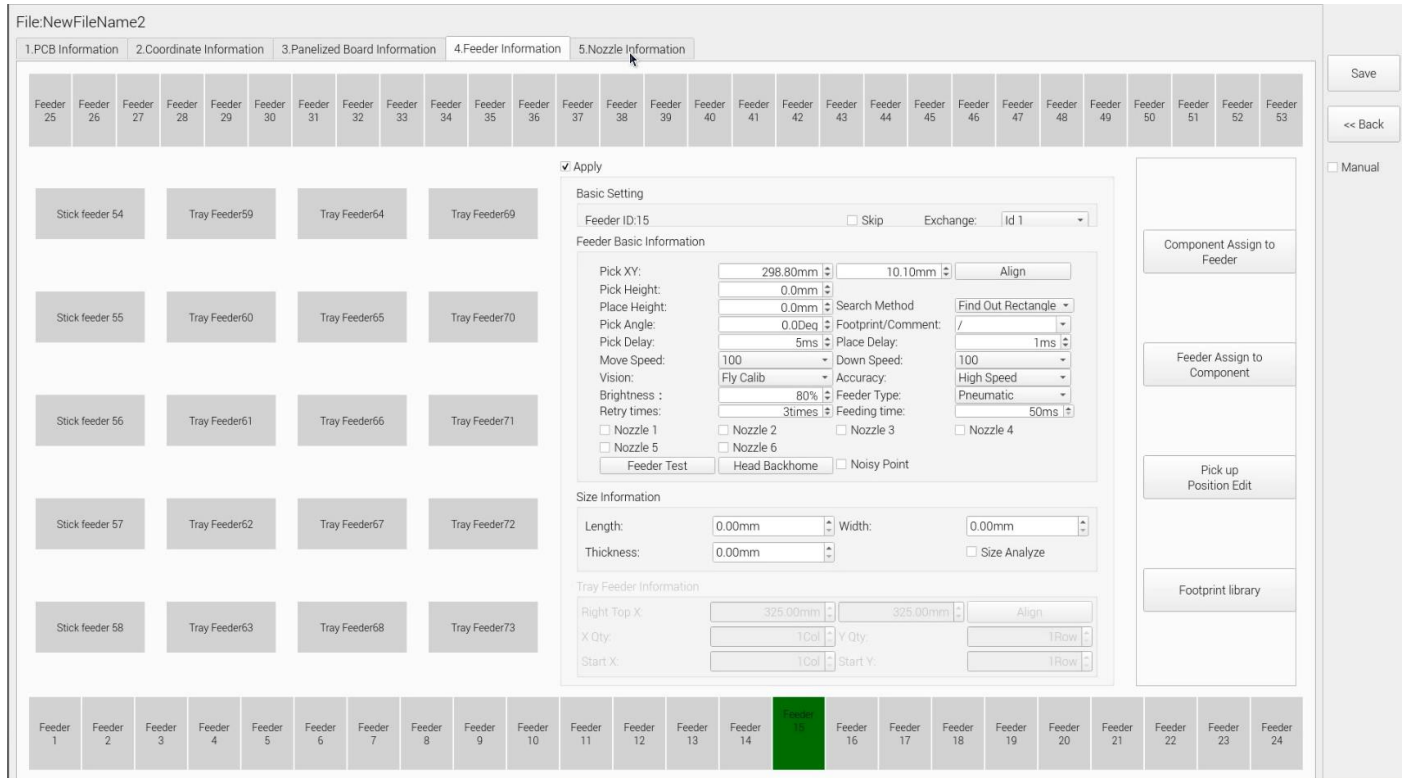 File:NewFileName2
1.PCB Information 2.Coordinate Information 3.Panelized Board Information 4.Feeder Information 5.Nozzle Information
Save
<< Back
Manual
Feeder 25 Feeder 26 Feeder 27 Feeder 28 Feeder 29 Feeder 30 Feeder 31 Feeder 32 Feeder 33 Feeder 34 Feeder 35 Feeder 36 Feeder 37 Feeder 38 Feeder 39 Feeder 40 Feeder 41 Feeder 42 Feeder 43 Feeder 44 Feeder 45 Feeder 46 Feeder 47 Feeder 48 Feeder 49 Feeder 50 Feeder 51 Feeder 52 Feeder 53
Stick feeder 54 Tray Feeder59 Tray Feeder64 Tray Feeder69
Stick feeder 55 Tray Feeder60 Tray Feeder65 Tray Feeder70
Stick feeder 56 Tray Feeder61 Tray Feeder66 Tray Feeder71
Stick feeder 57 Tray Feeder62 Tray Feeder67 Tray Feeder72
Stick feeder 58 Tray Feeder63 Tray Feeder68 Tray Feeder73
Apply
Basic Setting
Feeder ID:15 Skip Exchange: Id 1
Feeder Basic Information
Pick XY: 298.80mm 10.10mm Align
Pick Height: 0.0mm
Place Height: 0.0mm Search Method Find Out Rectangle
Pick Angle: 0.0Deg Footprint/Comment: /
Pick Delay: 5ms Place Delay: 1ms
Move Speed: 100 Down Speed: 100
Vision: Fly Calib Accuracy: High Speed
Brightness : 80% Feeder Type: Pneumatic
Retry times: 3times Feeding time: 50ms
Nozzle 1 Nozzle 2 Nozzle 3 Nozzle 4
Nozzle 5 Nozzle 6
Feeder Test Head Backhome Noisy Point
Size Information
Length: 0.00mm Width: 0.00mm
Thickness: 0.00mm Size Analyze
Tray Feeder Information
Right Top X: 325.00mm 325.00mm Align
X Qty: 1Col Y Qty: 1Row
Start X: 1Col Start Y: 1Row
Component Assign to
Feeder
Feeder Assign to
Component
Pick up
Position Edit
Footprint library
Feeder 1 Feeder 2 Feeder 3 Feeder 4 Feeder 5 Feeder 6 Feeder 7 Feeder 8 Feeder 9 Feeder 10 Feeder 11 Feeder 12 Feeder 13 Feeder 14 Feeder 15 Feeder 16 Feeder 17 Feeder 18 Feeder 19 Feeder 20 Feeder 21 Feeder 22 Feeder 23 Feeder 24